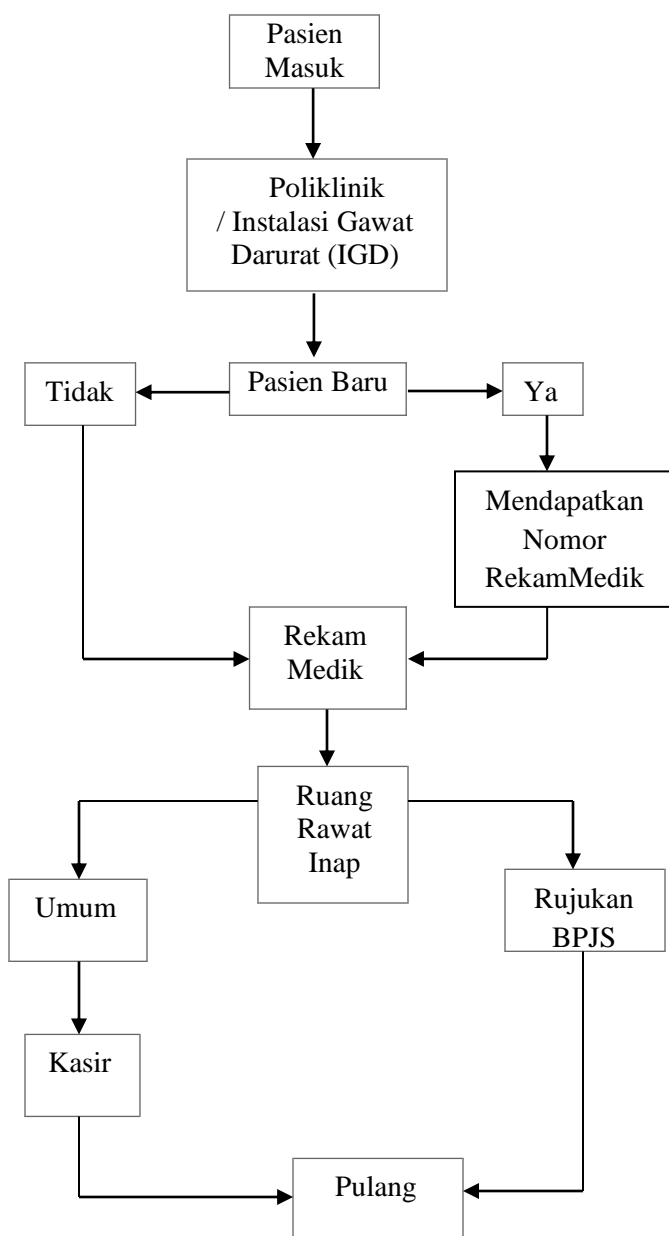 Pasien
Masuk
Poliklinik
/ Instalasi Gawat
Darurat (IGD)
Tidak
Pasien Baru
Ya
Mendapatkan
Nomor
RekamMedik
Rekam
Medik
Ruang
Rawat
Inap
Umum
Rujukan
BPJS
Kasir
Pulang